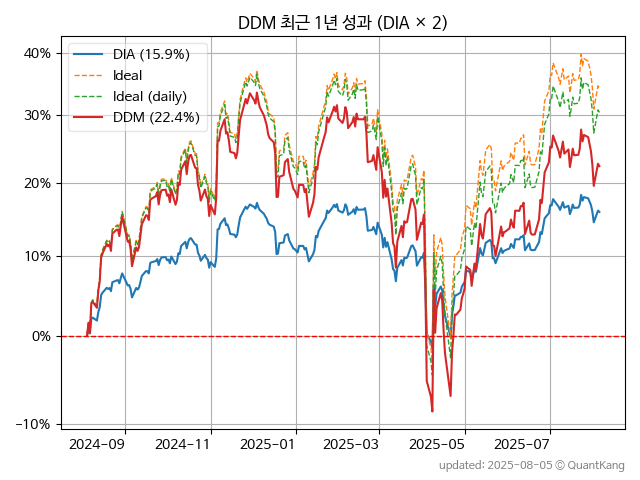 DDM 최근 1년 성과 (DIA × 2)
40%
30%
20%
10%
0%
−10%
DIA (15.9%)
Ideal
Ideal (daily)
DDM (22.4%)
2024−09
2024−11
2025−01
2025−03
2025−05
2025−07
updated: 2025-08-05 ⓒ QuantKang